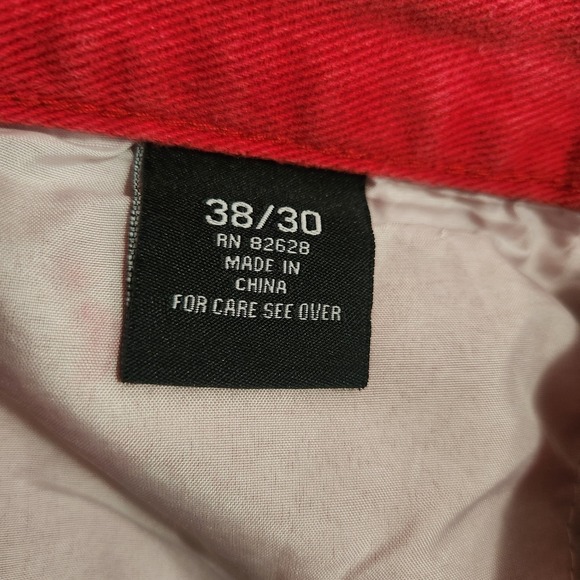 38/30
RN 82628
MADE IN
CHINA
FOR CARE SEE OVER